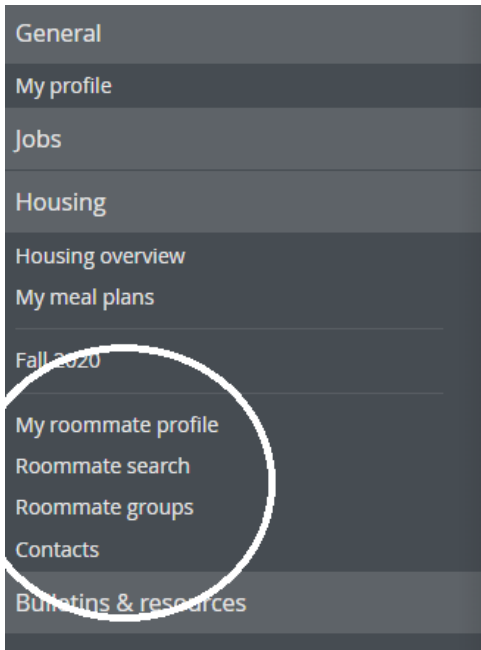 General
My profile
Jobs
Housing
Housing overview
My meal plans
Fall 2020
My roommate profile
Roommate search
Roommate groups
Contacts
Bulletins & resources